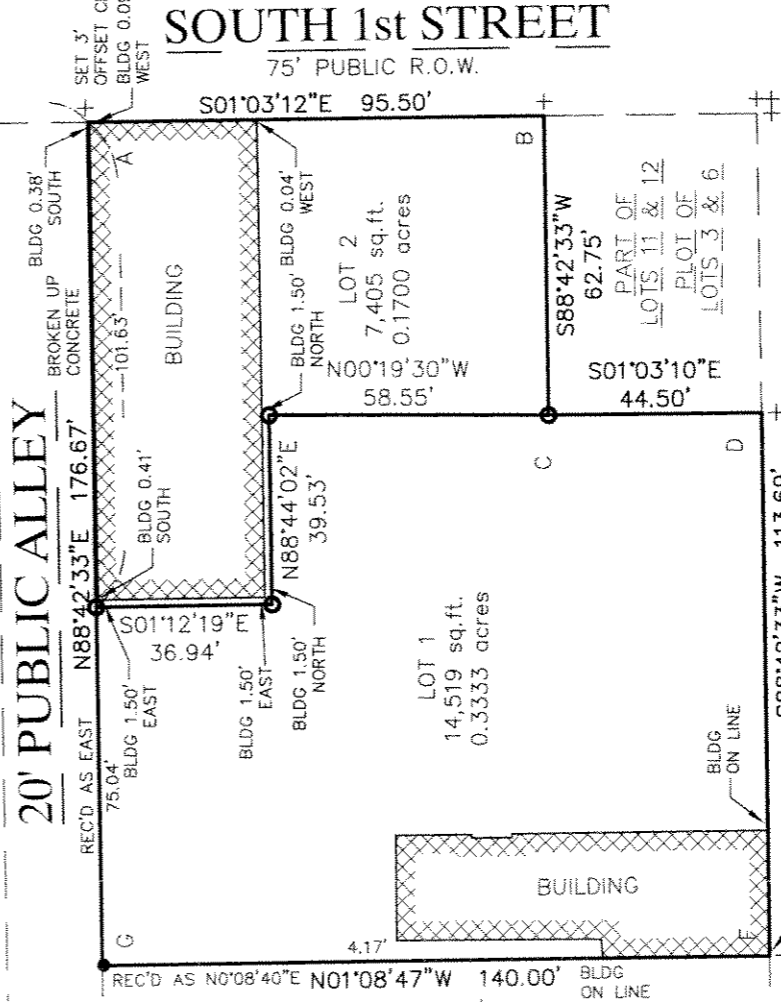 SOUTH 1st STREET
75' PUBLIC R.O.W.
SET 3'
BLDG 0.09
WEST
S01°03'12"E 95.50'
BLDG 0.38'
SOUTH
A
B
20' PUBLIC ALLEY
BROKEN UP
CONCRETE
N88°42'33"E 176.67'
101.63'
BUILDING
BLDG 0.04'
WEST
LOT 2
7,405 sq.ft.
0.1700 acres
S88°42'33"W
62.75'
PART OF
LOTS 11 & 12
PLOT OF
LOTS 3 & 6
BLDG 1.50'
NORTH
N00°19'30"W
58.55'
S01°03'10"E
44.50'
BLDG 0.41'
SOUTH
N88°44'02"E
39.53'
C
D
S01°12'19"E
36.94'
REC'D AS EAST
75.04'
BLDG 1.50'
EAST
BLDG 1.50'
EAST
BLDG 1.50'
NORTH
LOT 1
14,519 sq.ft.
0.3333 acres
BLDG
ON LINE
BUILDING
G
4.17'
REC'D AS N0°08'40"E N01°08'47"W 140.00'
BLDG
ON LINE